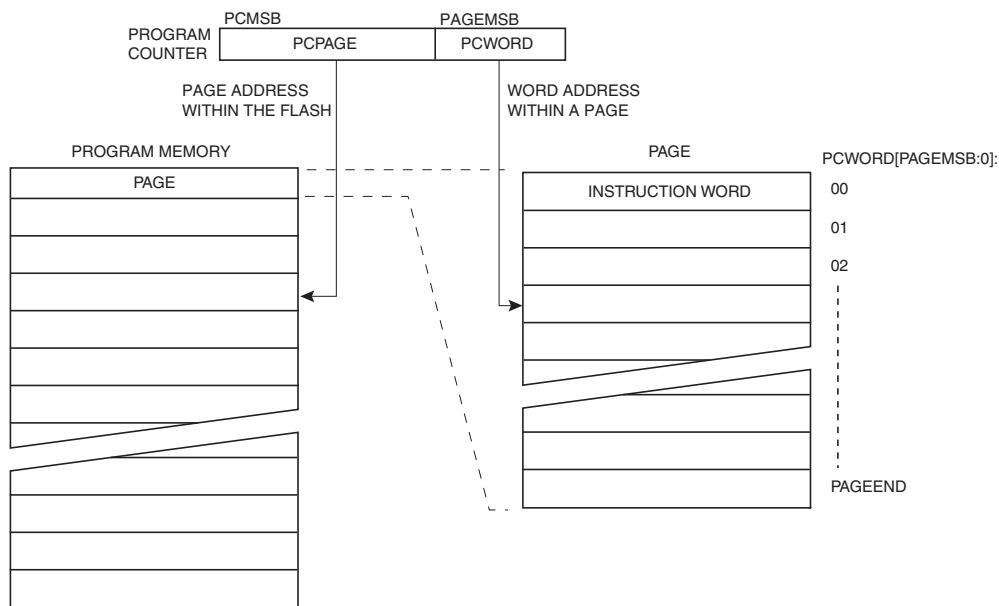 PCMSB
PAGEMSB
PROGRAM
COUNTER
PCPAGE
PCWORD
PAGE ADDRESS
WITHIN THE FLASH
WORD ADDRESS
WITHIN A PAGE
PROGRAM MEMORY
PAGE
PAGE
PCWORD[PAGEMSB:0]:
INSTRUCTION WORD
00
01
02
PAGEEND